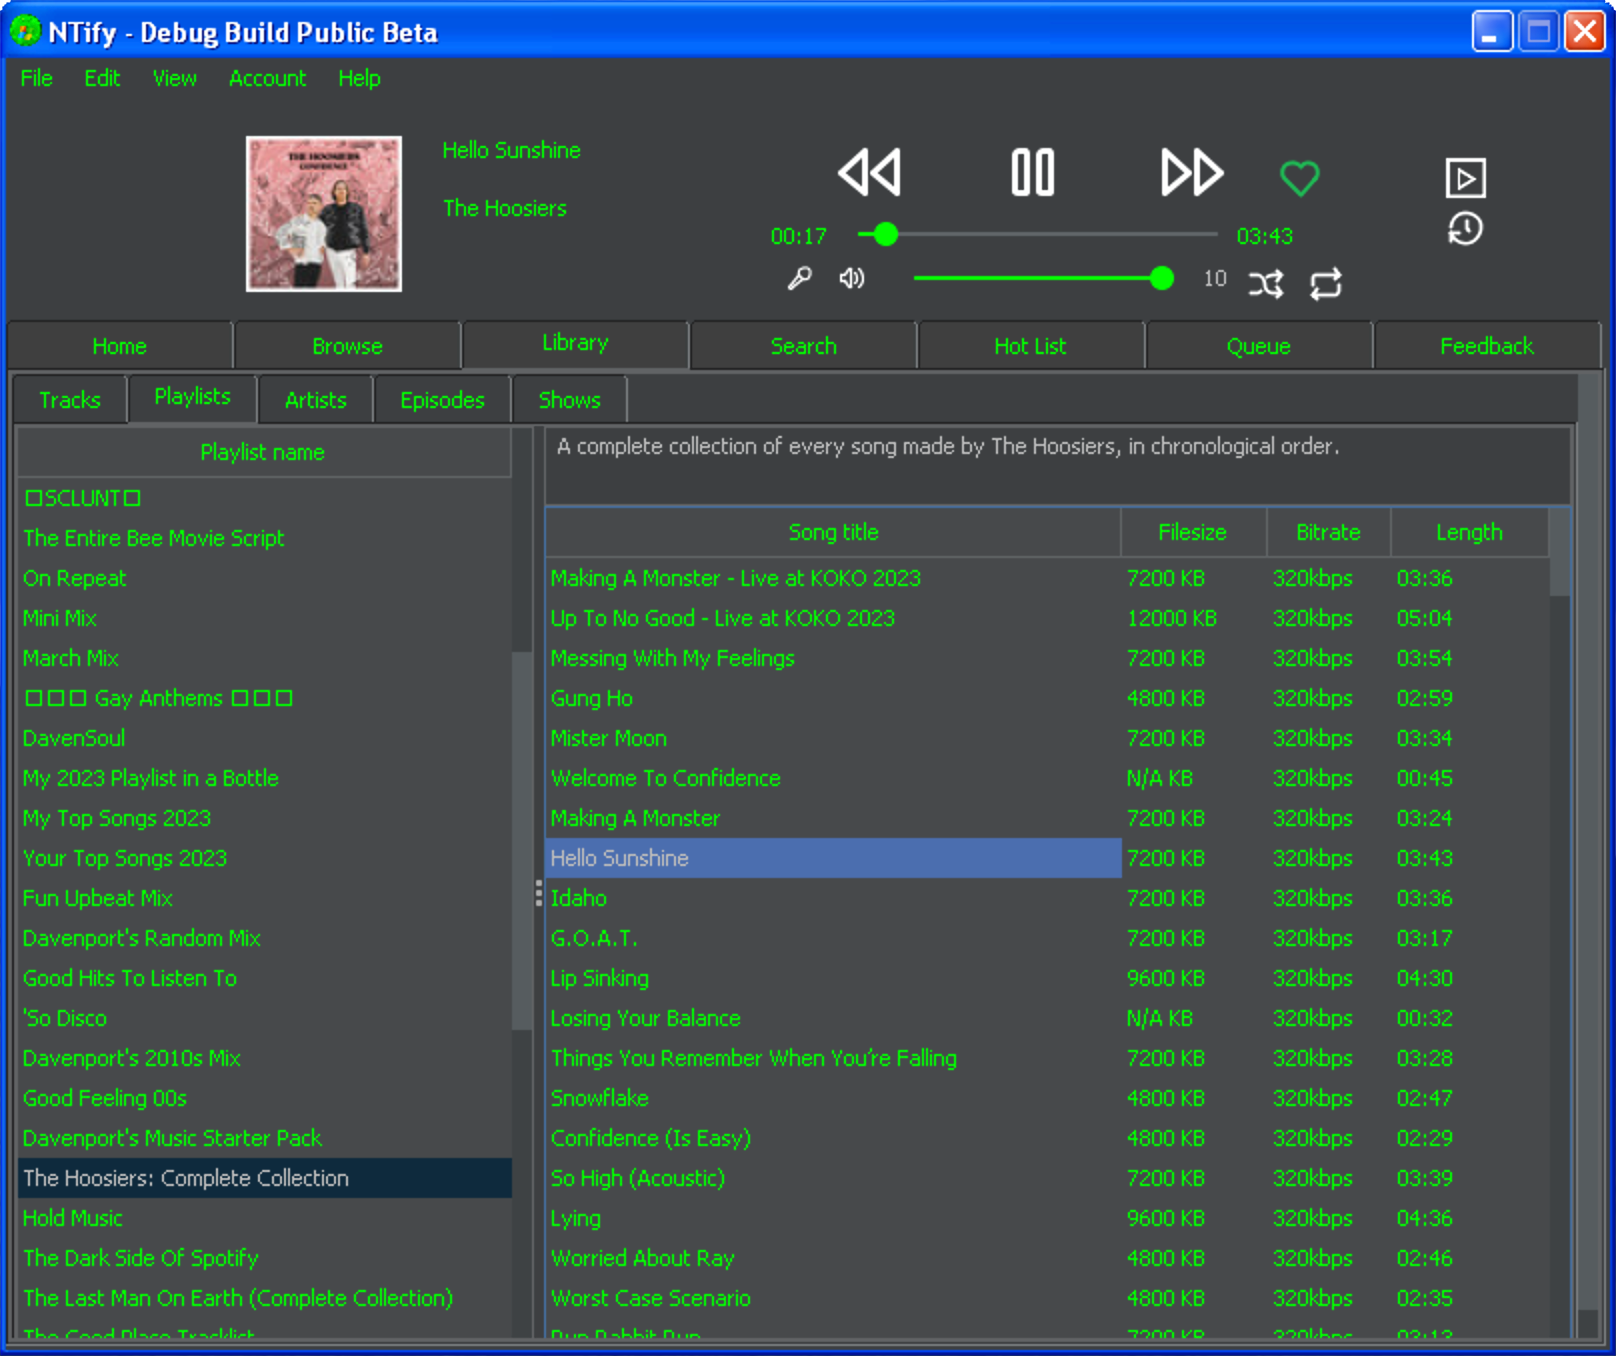 NTify - Debug Build Public Beta
File Edit View Account Help
THE HOOSIERS
CONFIDENCE
Hello Sunshine
The Hoosiers
00:17 03:43
10
Home Browse Library Search Hot List Queue Feedback
Tracks Playlists Artists Episodes Shows
Playlist name
□SCLUNT□
The Entire Bee Movie Script
On Repeat
Mini Mix
March Mix
□□□ Gay Anthems □□□
DavenSoul
My 2023 Playlist in a Bottle
My Top Songs 2023
Your Top Songs 2023
Fun Upbeat Mix
Davenport's Random Mix
Good Hits To Listen To
'So Disco
Davenport's 2010s Mix
Good Feeling 00s
Davenport's Music Starter Pack
The Hoosiers: Complete Collection
Hold Music
The Dark Side Of Spotify
The Last Man On Earth (Complete Collection)
The Good Place Tracklist
A complete collection of every song made by The Hoosiers, in chronological order.
Song title Filesize Bitrate Length
Making A Monster - Live at KOKO 2023 7200 KB 320kbps 03:36
Up To No Good - Live at KOKO 2023 12000 KB 320kbps 05:04
Messing With My Feelings 7200 KB 320kbps 03:54
Gung Ho 4800 KB 320kbps 02:59
Mister Moon 7200 KB 320kbps 03:34
Welcome To Confidence N/A KB 320kbps 00:45
Making A Monster 7200 KB 320kbps 03:24
Hello Sunshine 7200 KB 320kbps 03:43
Idaho 7200 KB 320kbps 03:36
G.O.A.T. 7200 KB 320kbps 03:17
Lip Sinking 9600 KB 320kbps 04:30
Losing Your Balance N/A KB 320kbps 00:32
Things You Remember When You're Falling 7200 KB 320kbps 03:28
Snowflake 4800 KB 320kbps 02:47
Confidence (Is Easy) 4800 KB 320kbps 02:29
So High (Acoustic) 7200 KB 320kbps 03:39
Lying 9600 KB 320kbps 04:36
Worried About Ray 4800 KB 320kbps 02:46
Worst Case Scenario 4800 KB 320kbps 02:35
Run Rabbit Run 7200 KB 320kbps 03:13